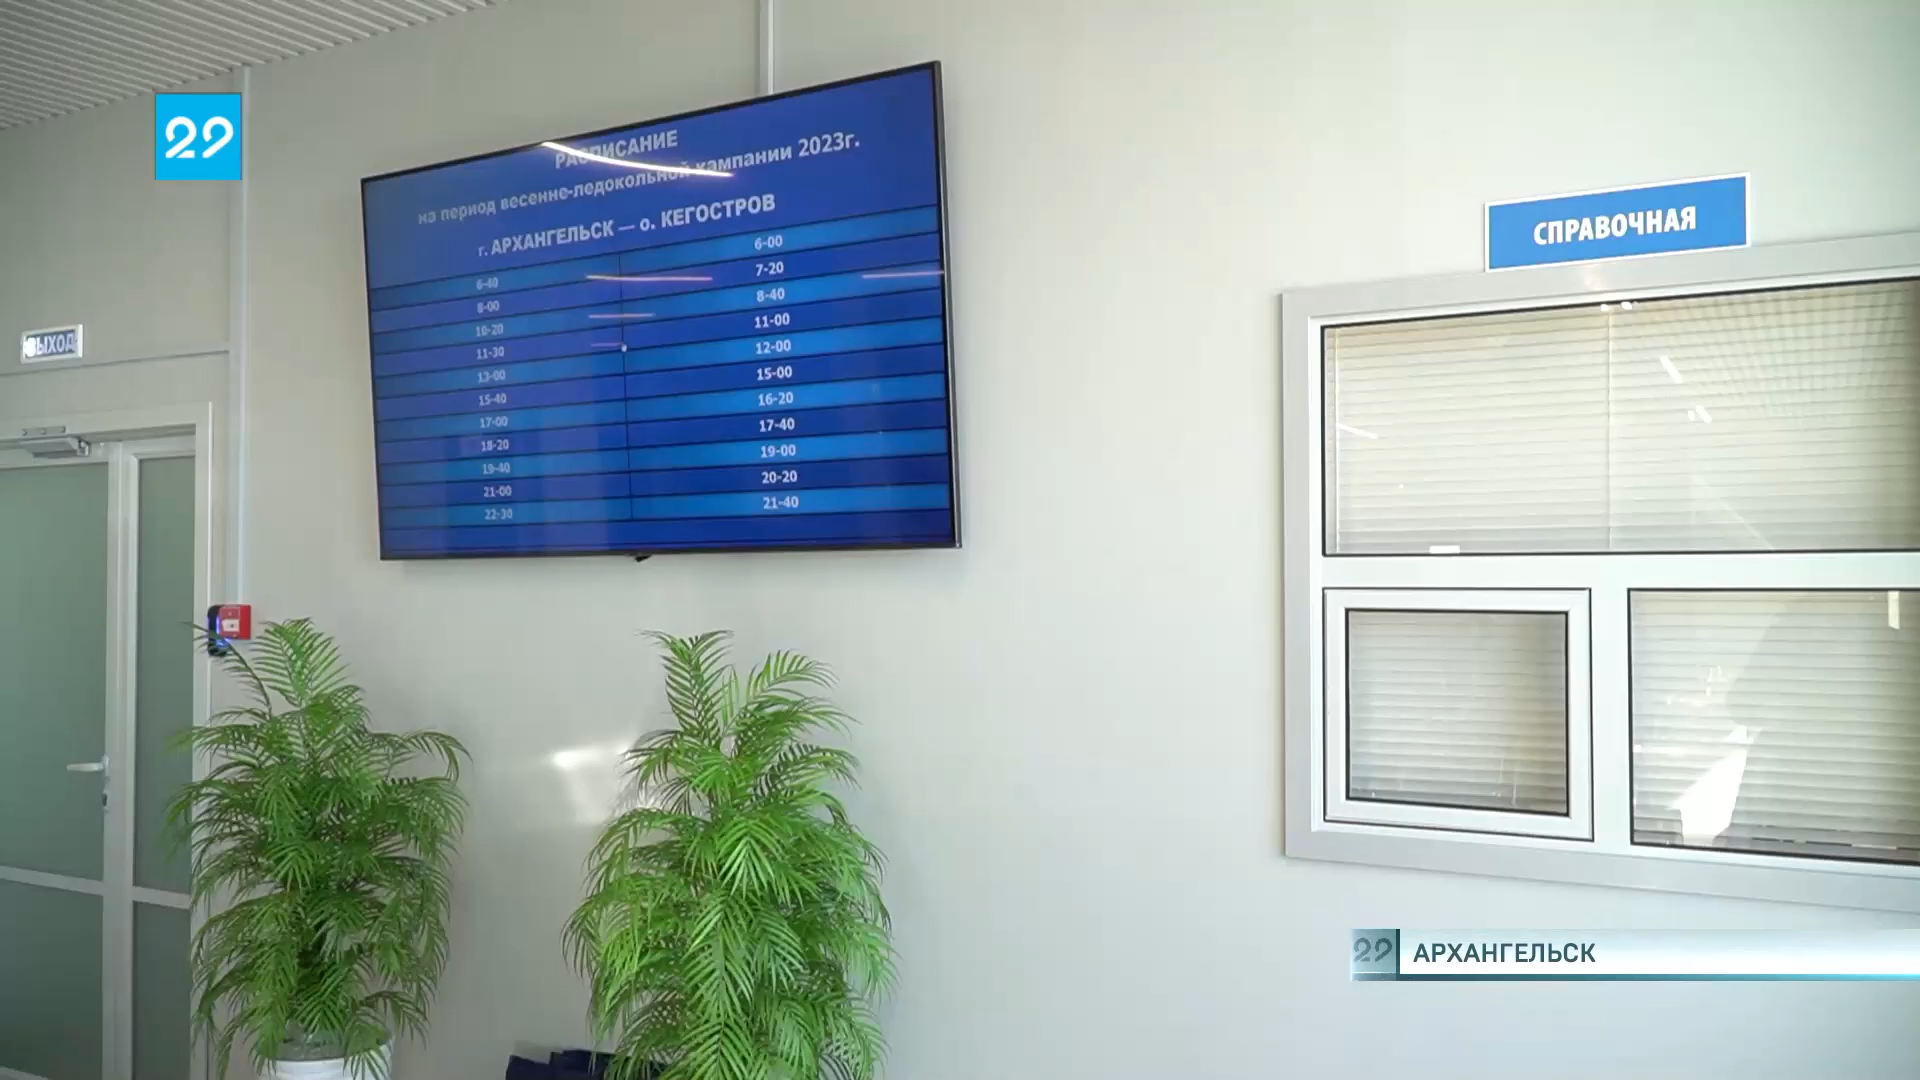 29
РАСПИСАНИЕ
на период весенне-ледокольной кампании 2023г.
г. АРХАНГЕЛЬСК — о. КЕГОСТРОВ
6-40 6-00
8-00 7-20
10-20 8-40
11-30 11-00
13-00 12-00
15-40 15-00
17-00 16-20
18-20 17-40
19-40 19-00
21-00 20-20
22-30 21-40
СПРАВОЧНАЯ
ВЫХОД
29 АРХАНГЕЛЬСК